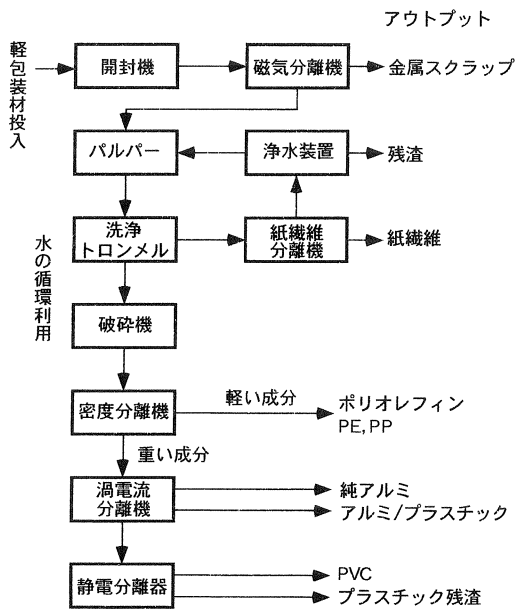 アウトプット
軽包装材投入
開封機
磁気分離機
金属スクラップ
パルパー
浄水装置
残渣
水の循環利用
洗浄
トロンメル
紙繊維
分離機
紙繊維
破砕機
密度分離機
軽い成分
ポリオレフィン
PE, PP
重い成分
渦電流
分離機
純アルミ
アルミ/プラスチック
静電分離器
PVC
プラスチック残渣